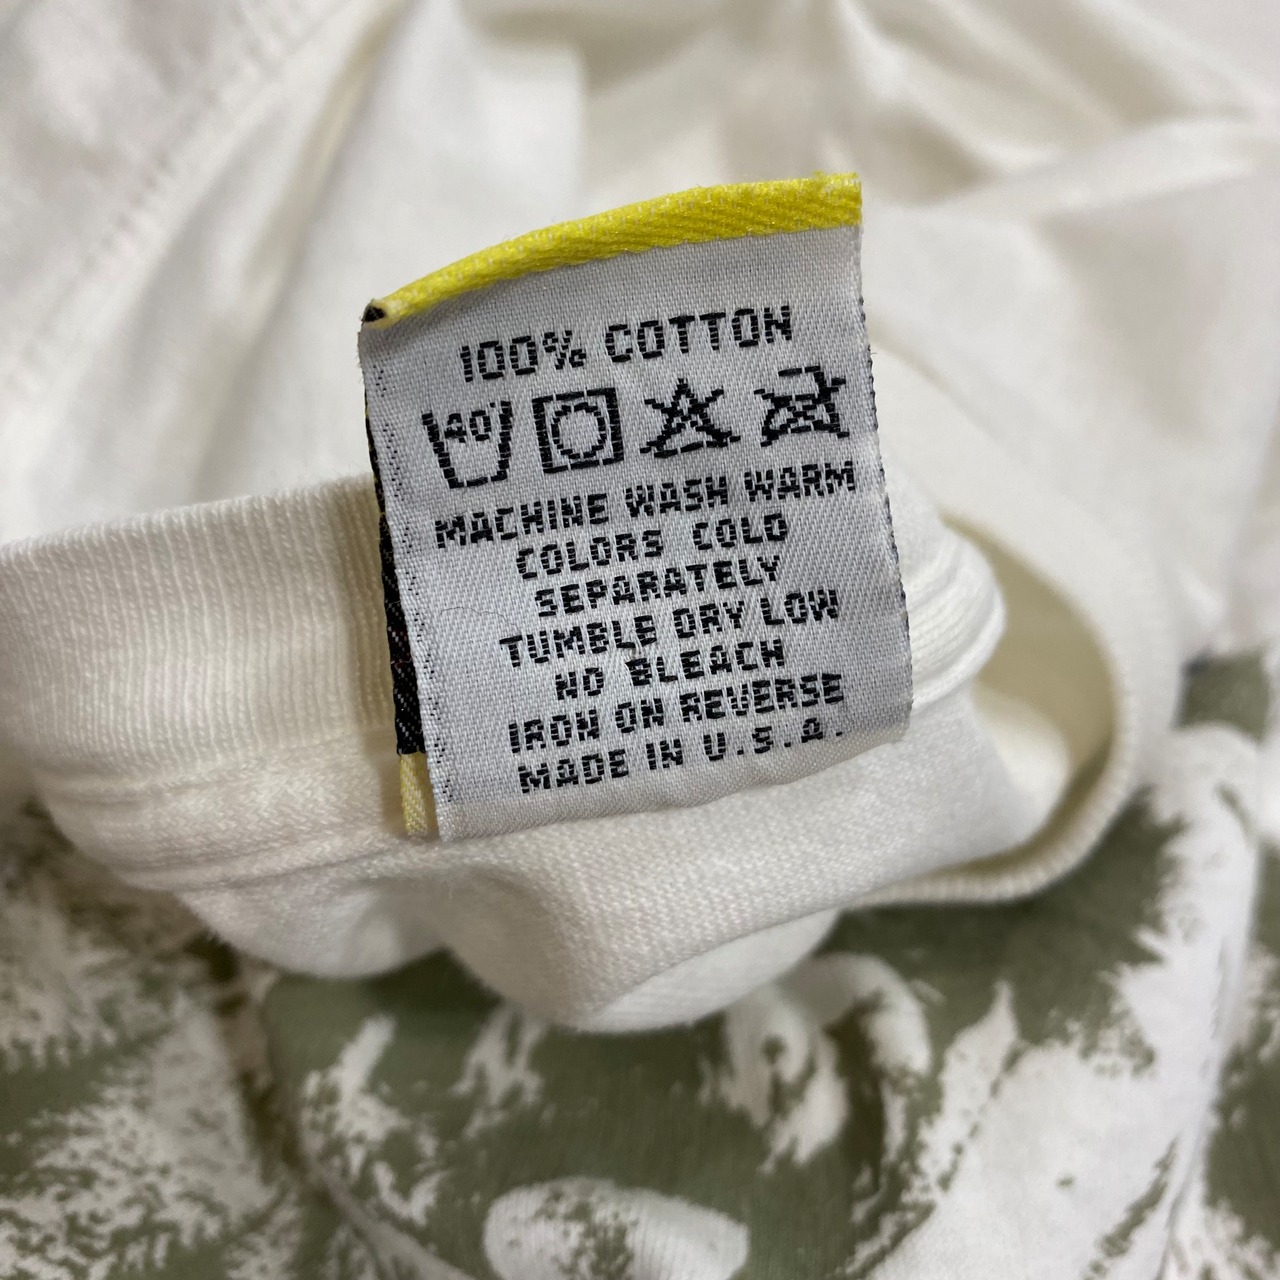 100% COTTON
40°
MACHINE WASH WARM
COLORS COLD
SEPARATELY
TUMBLE DRY LOW
NO BLEACH
IRON ON REVERSE
MADE IN U.S.A.